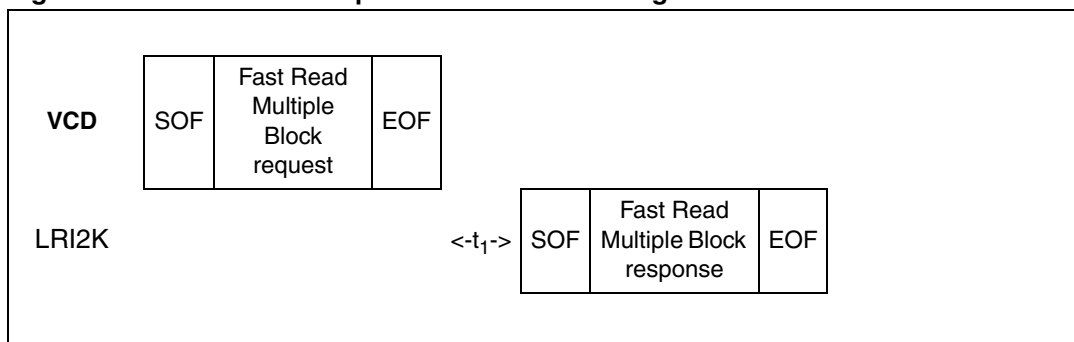 VCD
SOF
Fast Read
Multiple
Block
request
EOF
LRI2K
<-t1->
SOF
Fast Read
Multiple Block
response
EOF